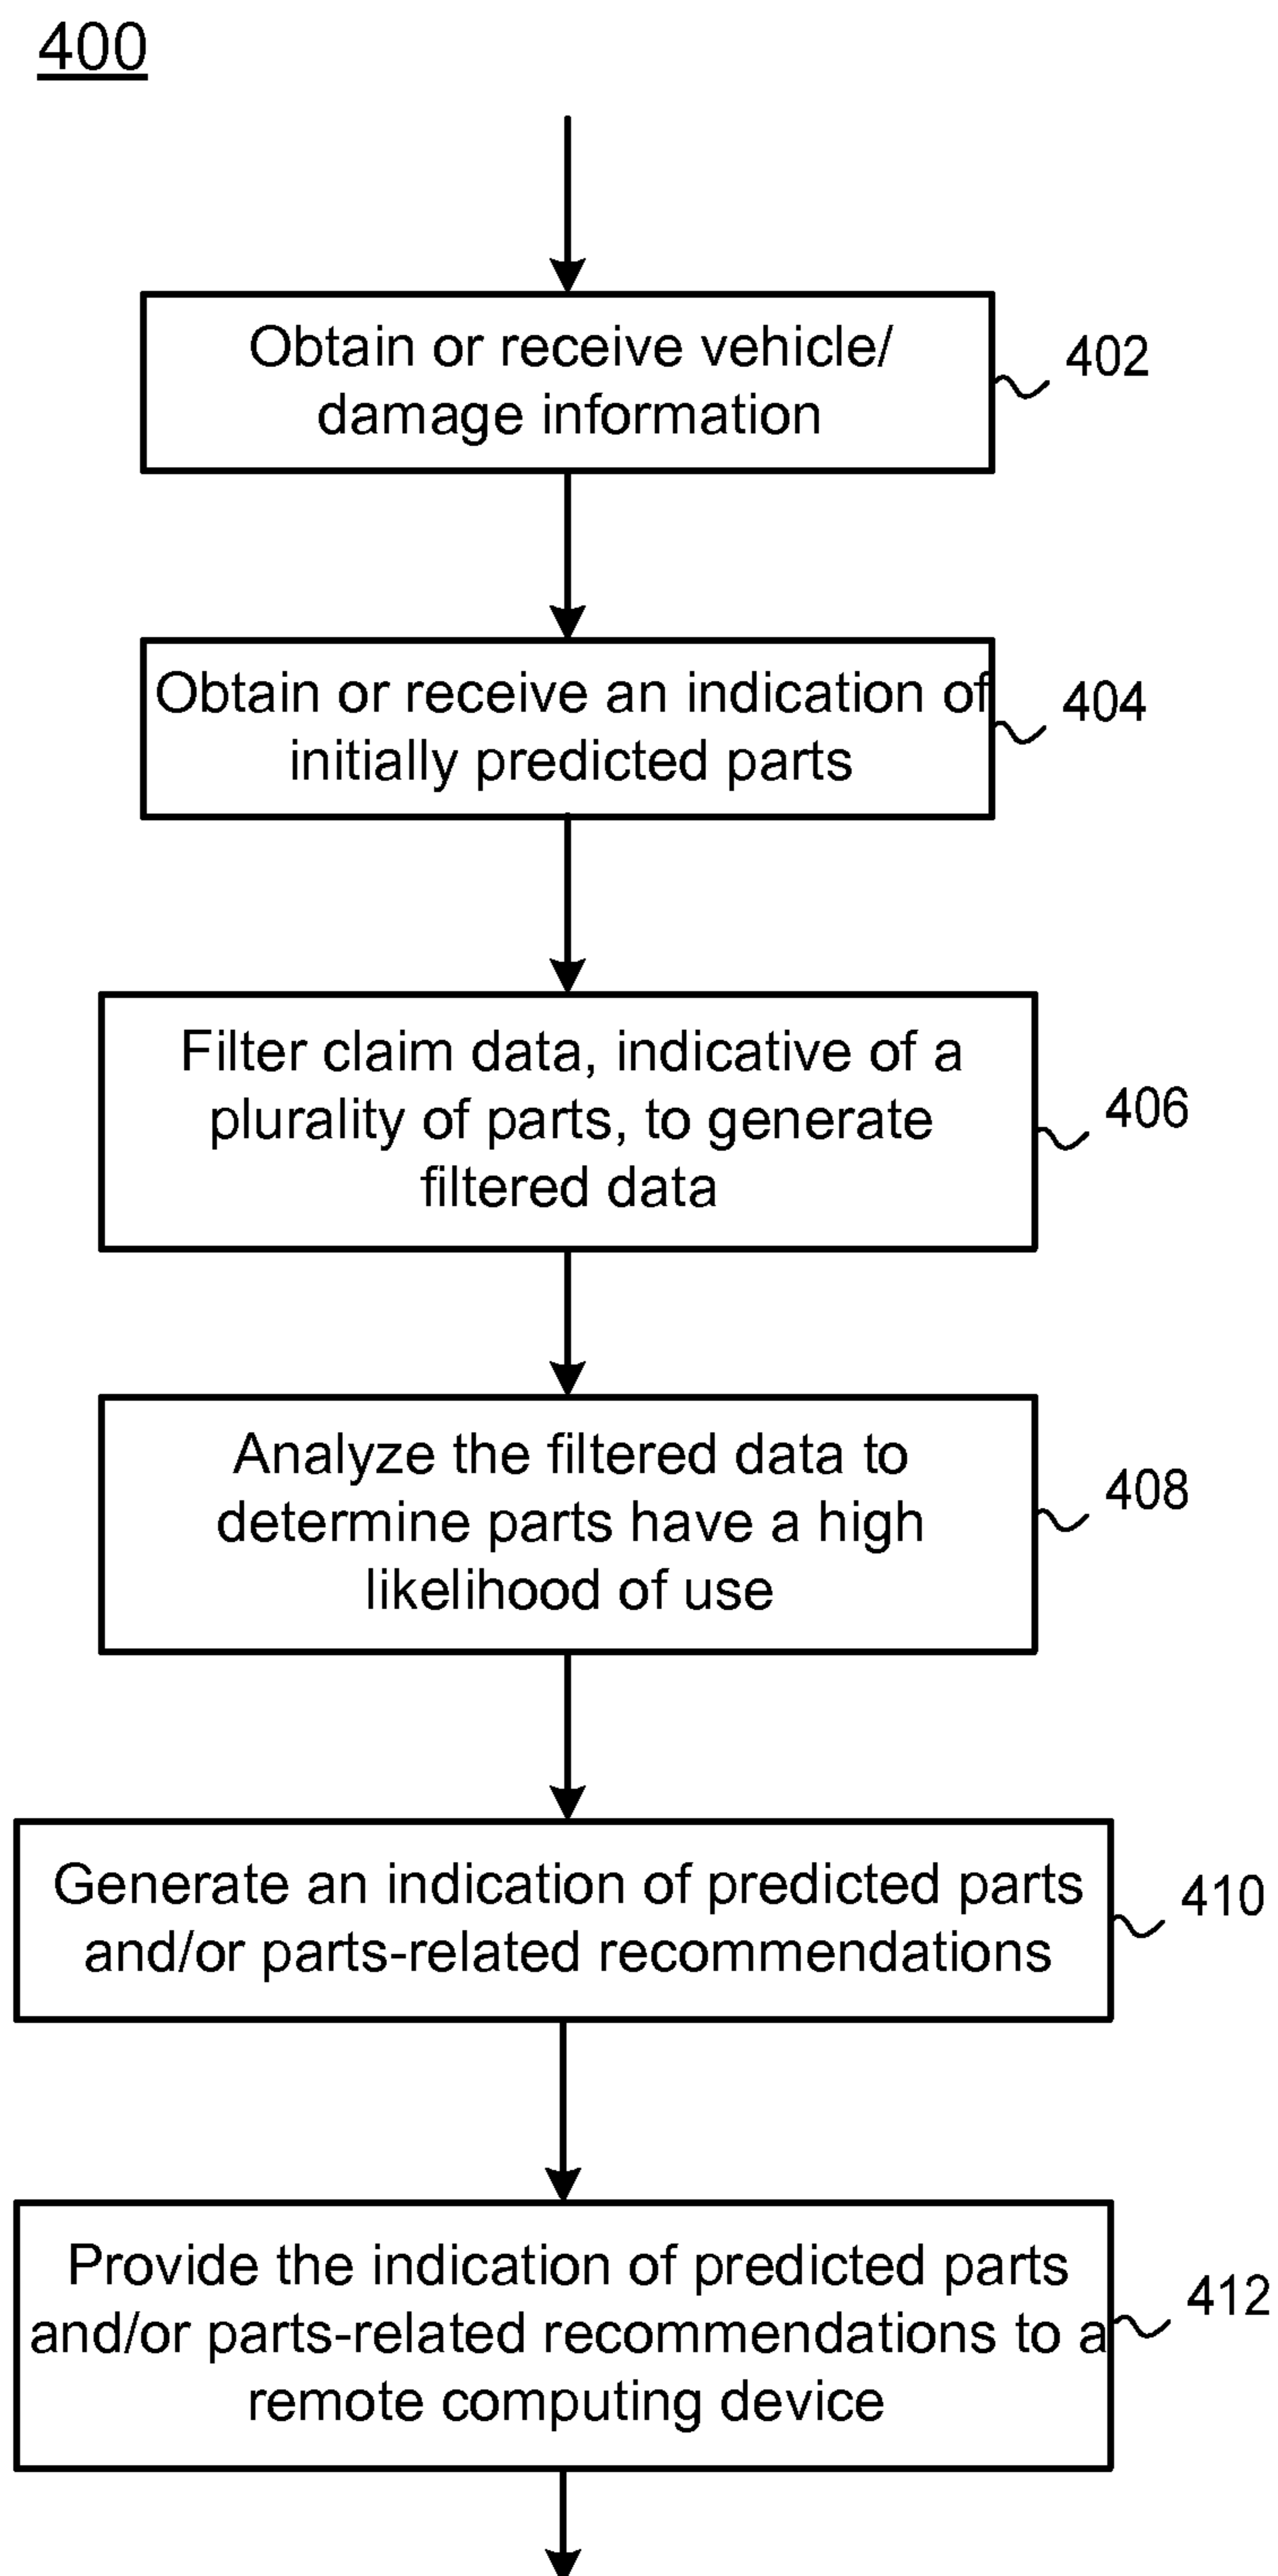 400
Obtain or receive vehicle/
damage information
402
Obtain or receive an indication of
initially predicted parts
404
Filter claim data, indicative of a
plurality of parts, to generate
filtered data
406
Analyze the filtered data to
determine parts have a high
likelihood of use
408
Generate an indication of predicted parts
and/or parts-related recommendations
410
Provide the indication of predicted parts
and/or parts-related recommendations to a
remote computing device
412